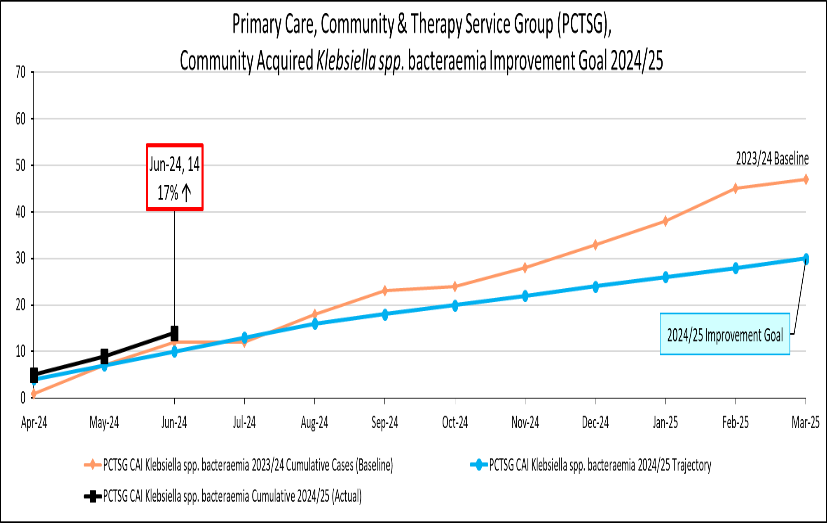 Primary Care, Community & Therapy Service Group (PCTSG),
Community Acquired Klebsiella spp. bacteraemia Improvement Goal 2024/25
70
60
50
40
30
20
10
0
Jun-24, 14
17% ↑
2023/24 Baseline
2024/25 Improvement Goal
Apr-24 May-24 Jun-24 Jul-24 Aug-24 Sep-24 Oct-24 Nov-24 Dec-24 Jan-25 Feb-25 Mar-25
PCTSG CAI Klebsiella spp. bacteraemia 2023/24 Cumulative Cases (Baseline)
PCTSG CAI Klebsiella spp. bacteraemia 2024/25 Trajectory
PCTSG CAI Klebsiella spp. bacteraemia Cumulative 2024/25 (Actual)